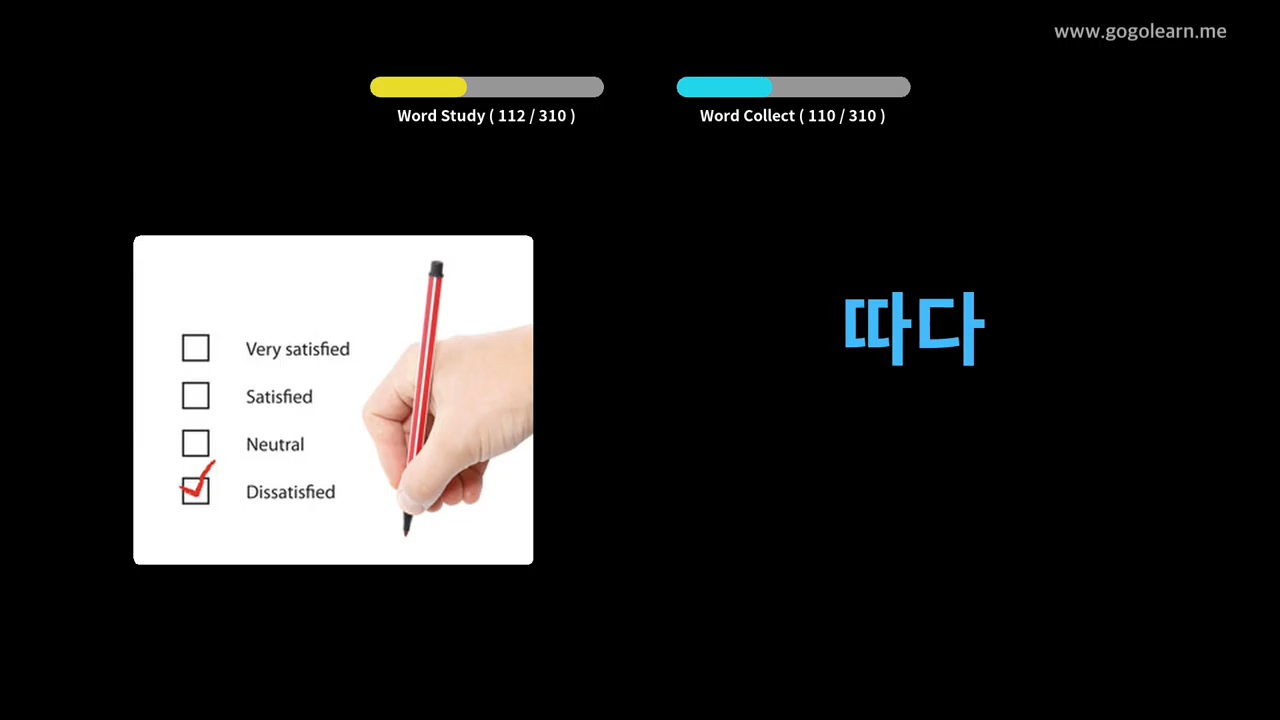 www.gogolearn.me
Word Study ( 112 / 310 )
Word Collect ( 110 / 310 )
Very satisfied
Satisfied
Neutral
Dissatisfied
따다